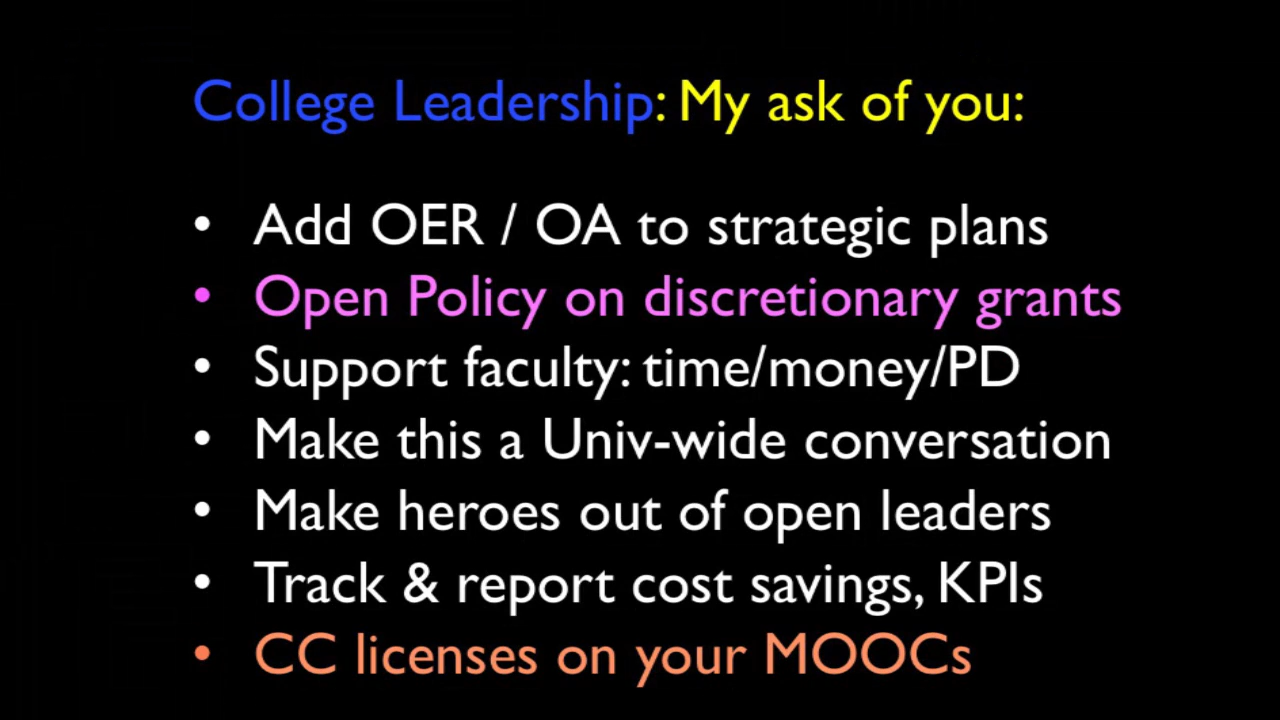 College Leadership: My ask of you:
• Add OER / OA to strategic plans
• Open Policy on discretionary grants
• Support faculty: time/money/PD
• Make this a Univ-wide conversation
• Make heroes out of open leaders
• Track & report cost savings, KPIs
• CC licenses on your MOOCs